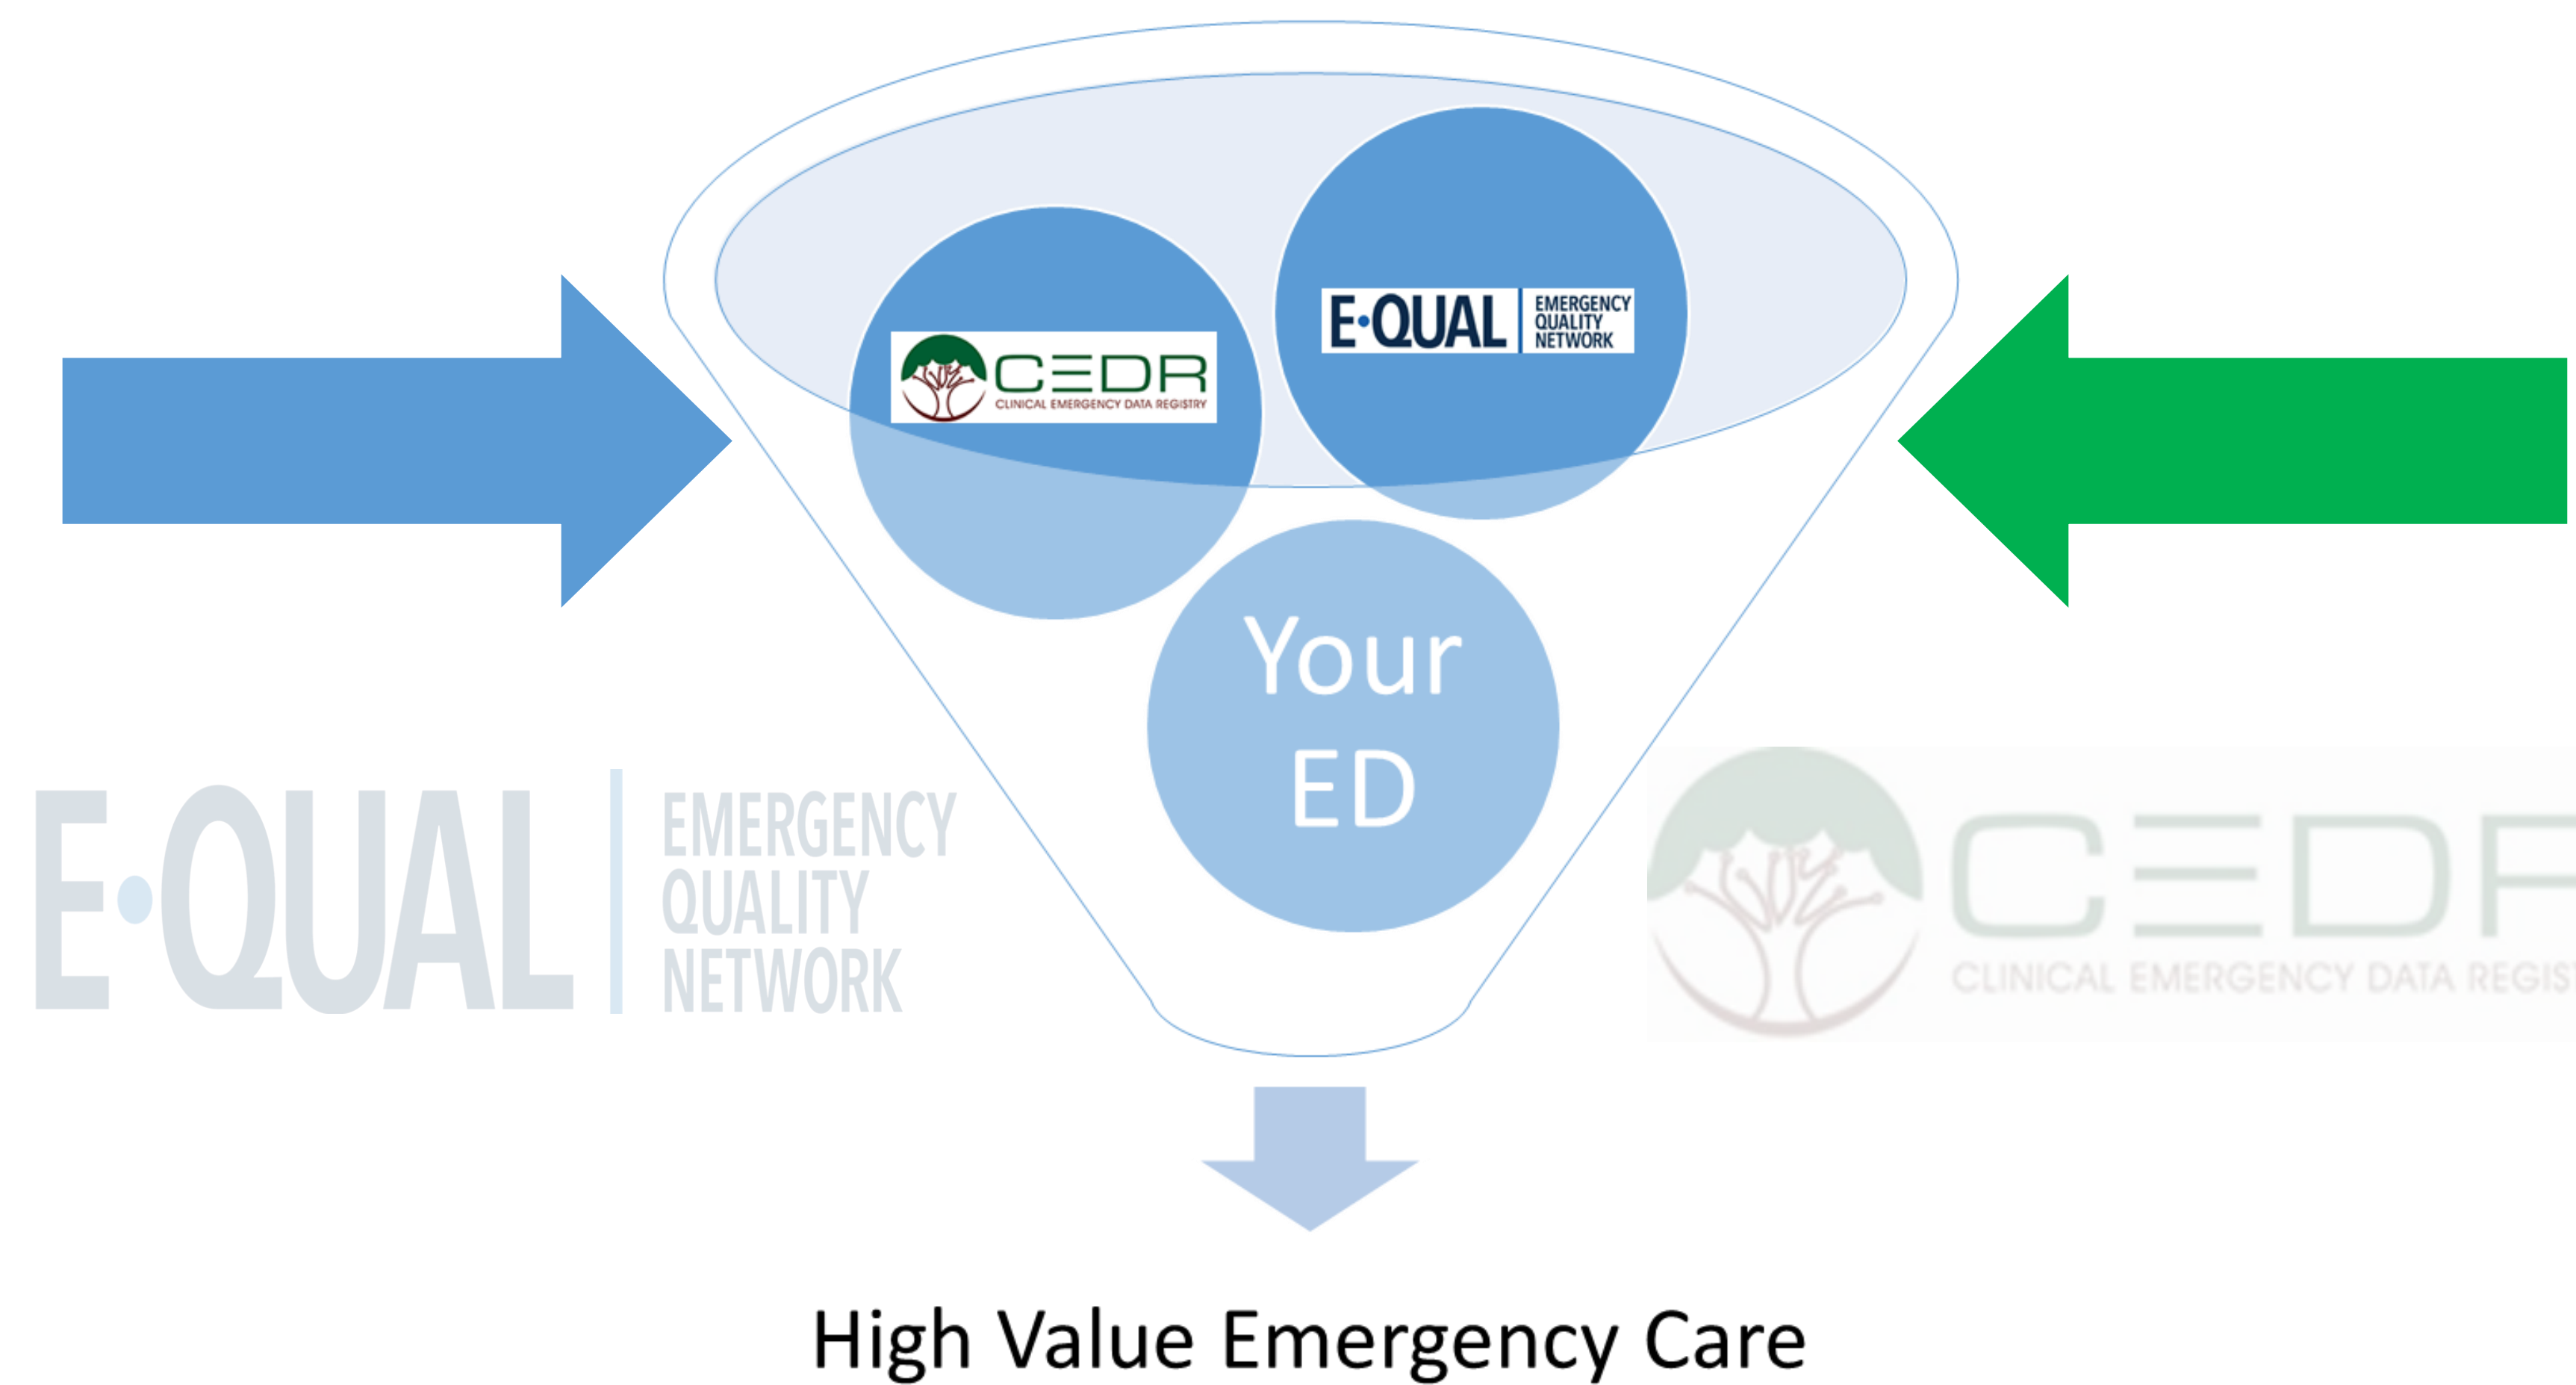 E·QUAL
EMERGENCY
QUALITY
NETWORK
CEDR
CLINICAL EMERGENCY DATA REGISTRY
Your
ED
E·QUAL
EMERGENCY
QUALITY
NETWORK
CEDR
CLINICAL EMERGENCY DATA REGIS
High Value Emergency Care